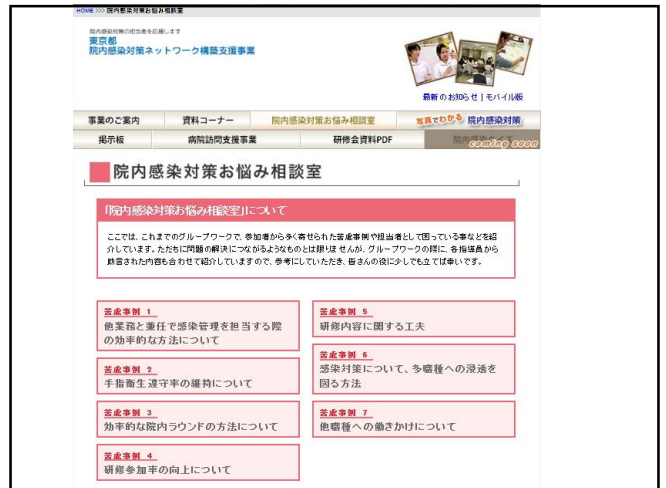 HOME >>> 院内感染対策お悩み相談室
院内感染対策の担当者を応援します
東京都
院内感染対策ネットワーク構築支援事業
最新のお知らせ | モバイル版
事業のご案内 資料コーナー 院内感染対策お悩み相談室 写真でわかる 院内感染対策
掲示板 病院訪問支援事業 研修会資料PDF 院内感染クイズ
coming soon
院内感染対策お悩み相談室
「院内感染対策お悩み相談室」について
ここでは、これまでのグループワークで、参加者から多く寄せられた苦慮事例や担当者として困っている事などを紹
介しています。ただちに問題の解決につながるようなものとは限りませんが、グループワークの際に、各指導員から
助言された内容も合わせて紹介していますので、参考にしていただき、皆さんの役に少しでも立てば幸いです。
苦慮事例 1
他業務と兼任で感染管理を担当する際
の効率的な方法について
苦慮事例 2
手指衛生遵守率の維持について
苦慮事例 3
効率的な院内ラウンドの方法について
苦慮事例 4
研修参加率の向上について
苦慮事例 5
研修内容に関する工夫
苦慮事例 6
感染対策について、多職種への浸透を
図る方法
苦慮事例 7
他職種への働きかけについて